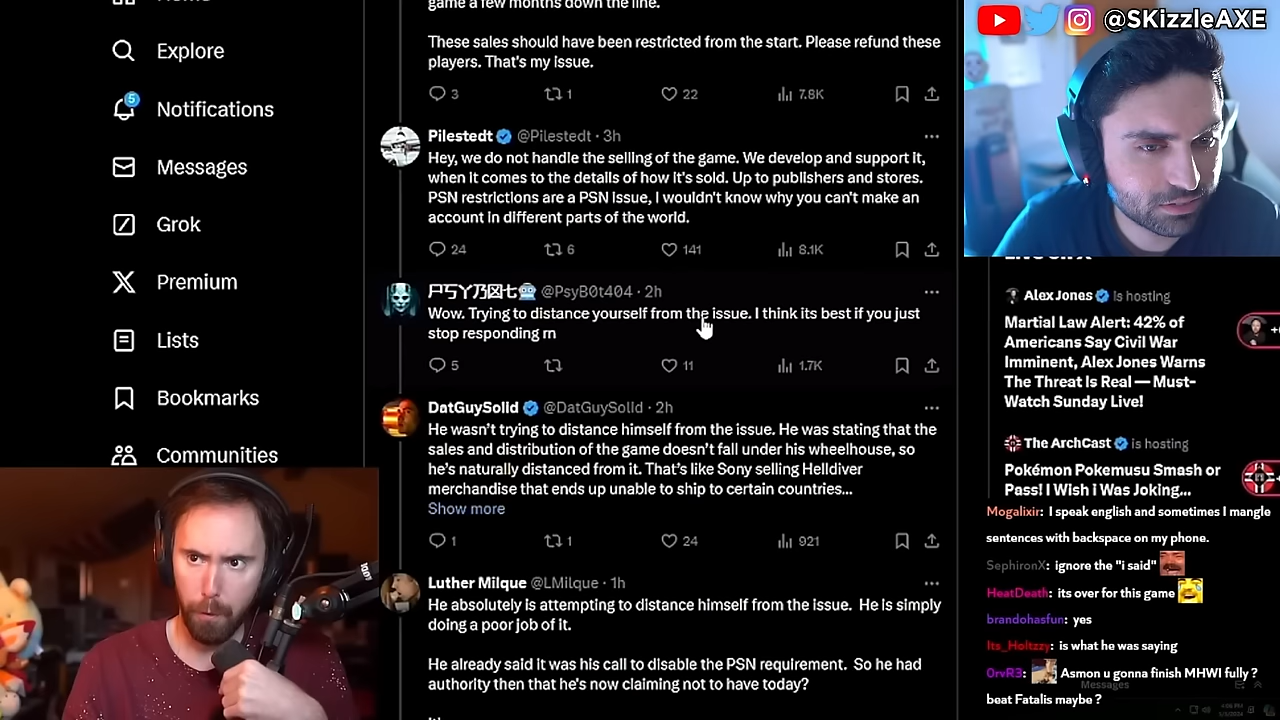 game a few months down the line.
These sales should have been restricted from the start. Please refund these
players. That's my issue.
3 1 22 7.8K
Pilestedt @Pilestedt · 3h
Hey, we do not handle the selling of the game. We develop and support it,
when it comes to the details of how it's sold. Up to publishers and stores.
PSN restrictions are a PSN issue, I wouldn't know why you can't make an
account in different parts of the world.
24 6 141 8.1K
@PsyB0t404 · 2h
Wow. Trying to distance yourself from the issue. I think its best if you just
stop responding rn
5 11 1.7K
DatGuySolid @DatGuySolid · 2h
He wasn't trying to distance himself from the issue. He was stating that the
sales and distribution of the game doesn't fall under his wheelhouse, so
he's naturally distanced from it. That's like Sony selling Helldiver
merchandise that ends up unable to ship to certain countries...
Show more
1 1 24 921
Luther Milque @LMilque · 1h
He absolutely is attempting to distance himself from the issue. He is simply
doing a poor job of it.
He already said it was his call to disable the PSN requirement. So he had
authority then that he's now claiming not to have today?
Explore
5
Notifications
Messages
Grok
Premium
Lists
Bookmarks
Communities
@SKizzleAXE
Alex Jones is hosting
Martial Law Alert: 42% of
Americans Say Civil War
Imminent, Alex Jones Warns
The Threat Is Real — Must-
Watch Sunday Live!
The ArchCast is hosting
Pokémon Pokemusu Smash or
Pass! I Wish i Was Joking...
Mogalixir: I speak english and sometimes I mangle
sentences with backspace on my phone.
SephironX: ignore the "i said"
HeatDeath: its over for this game
brandohasfun: yes
Its_Holtzzy: is what he was saying
0rvR3: Asmon u gonna finish MHWI fully ?
beat Fatalis maybe ?
Messages